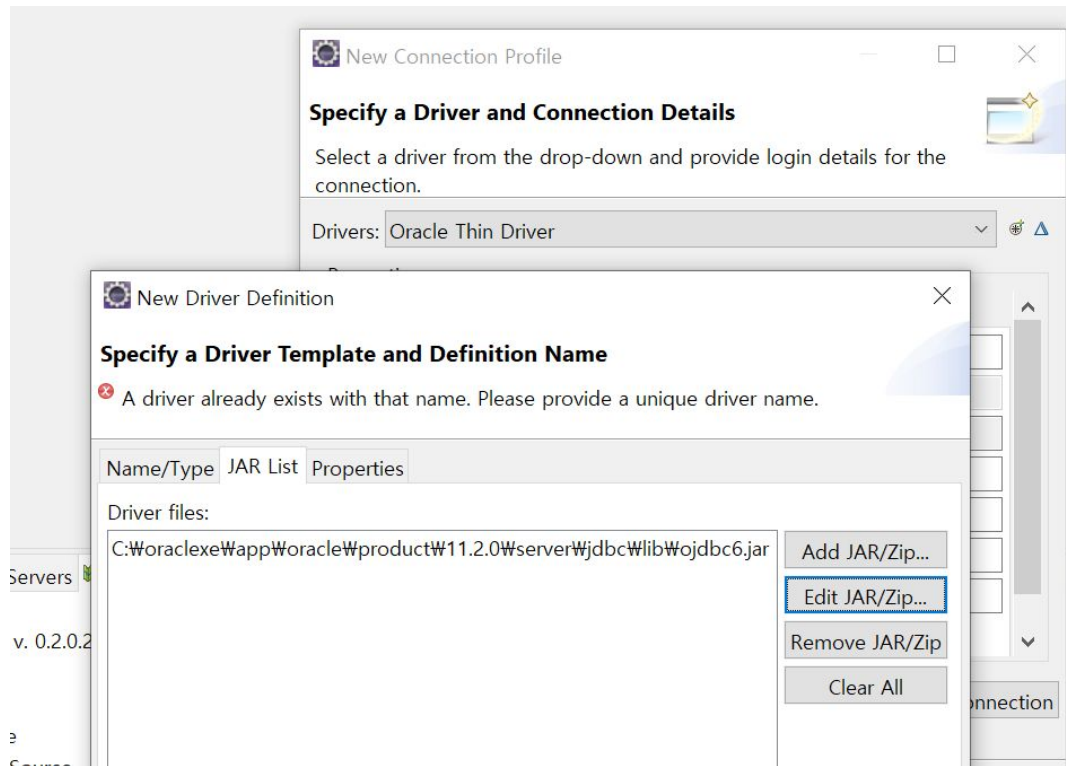 New Connection Profile
Specify a Driver and Connection Details
Select a driver from the drop-down and provide login details for the
connection.
Drivers: Oracle Thin Driver
New Driver Definition
Specify a Driver Template and Definition Name
A driver already exists with that name. Please provide a unique driver name.
Name/Type JAR List Properties
Driver files:
C:₩oraclexe₩app₩oracle₩product₩11.2.0₩server₩jdbc₩lib₩ojdbc6.jar
Add JAR/Zip...
Servers
Edit JAR/Zip...
v. 0.2.0.2
Remove JAR/Zip
Clear All
onnection
e